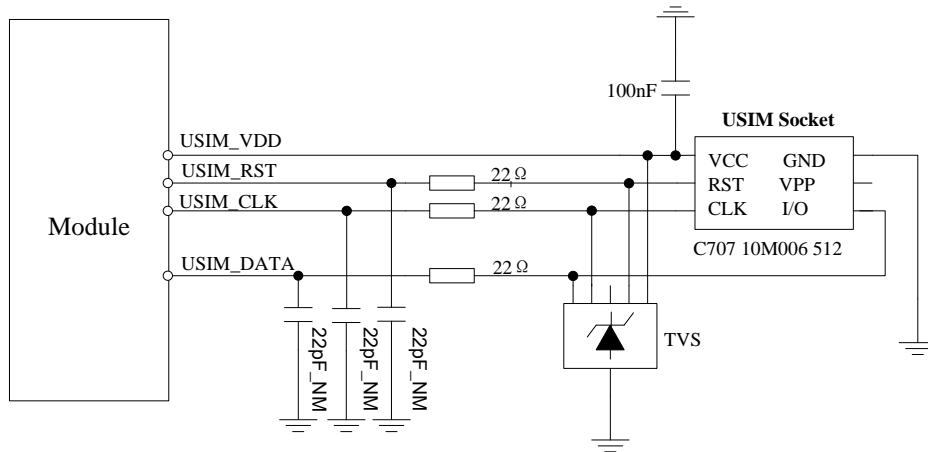 100nF
USIM Socket
USIM_VDD
VCC GND
USIM_RST
22Ω
RST VPP
USIM_CLK
22Ω
CLK I/O
Module
C707 10M006 512
USIM_DATA
22Ω
22pF_NM
22pF_NM
22pF_NM
TVS